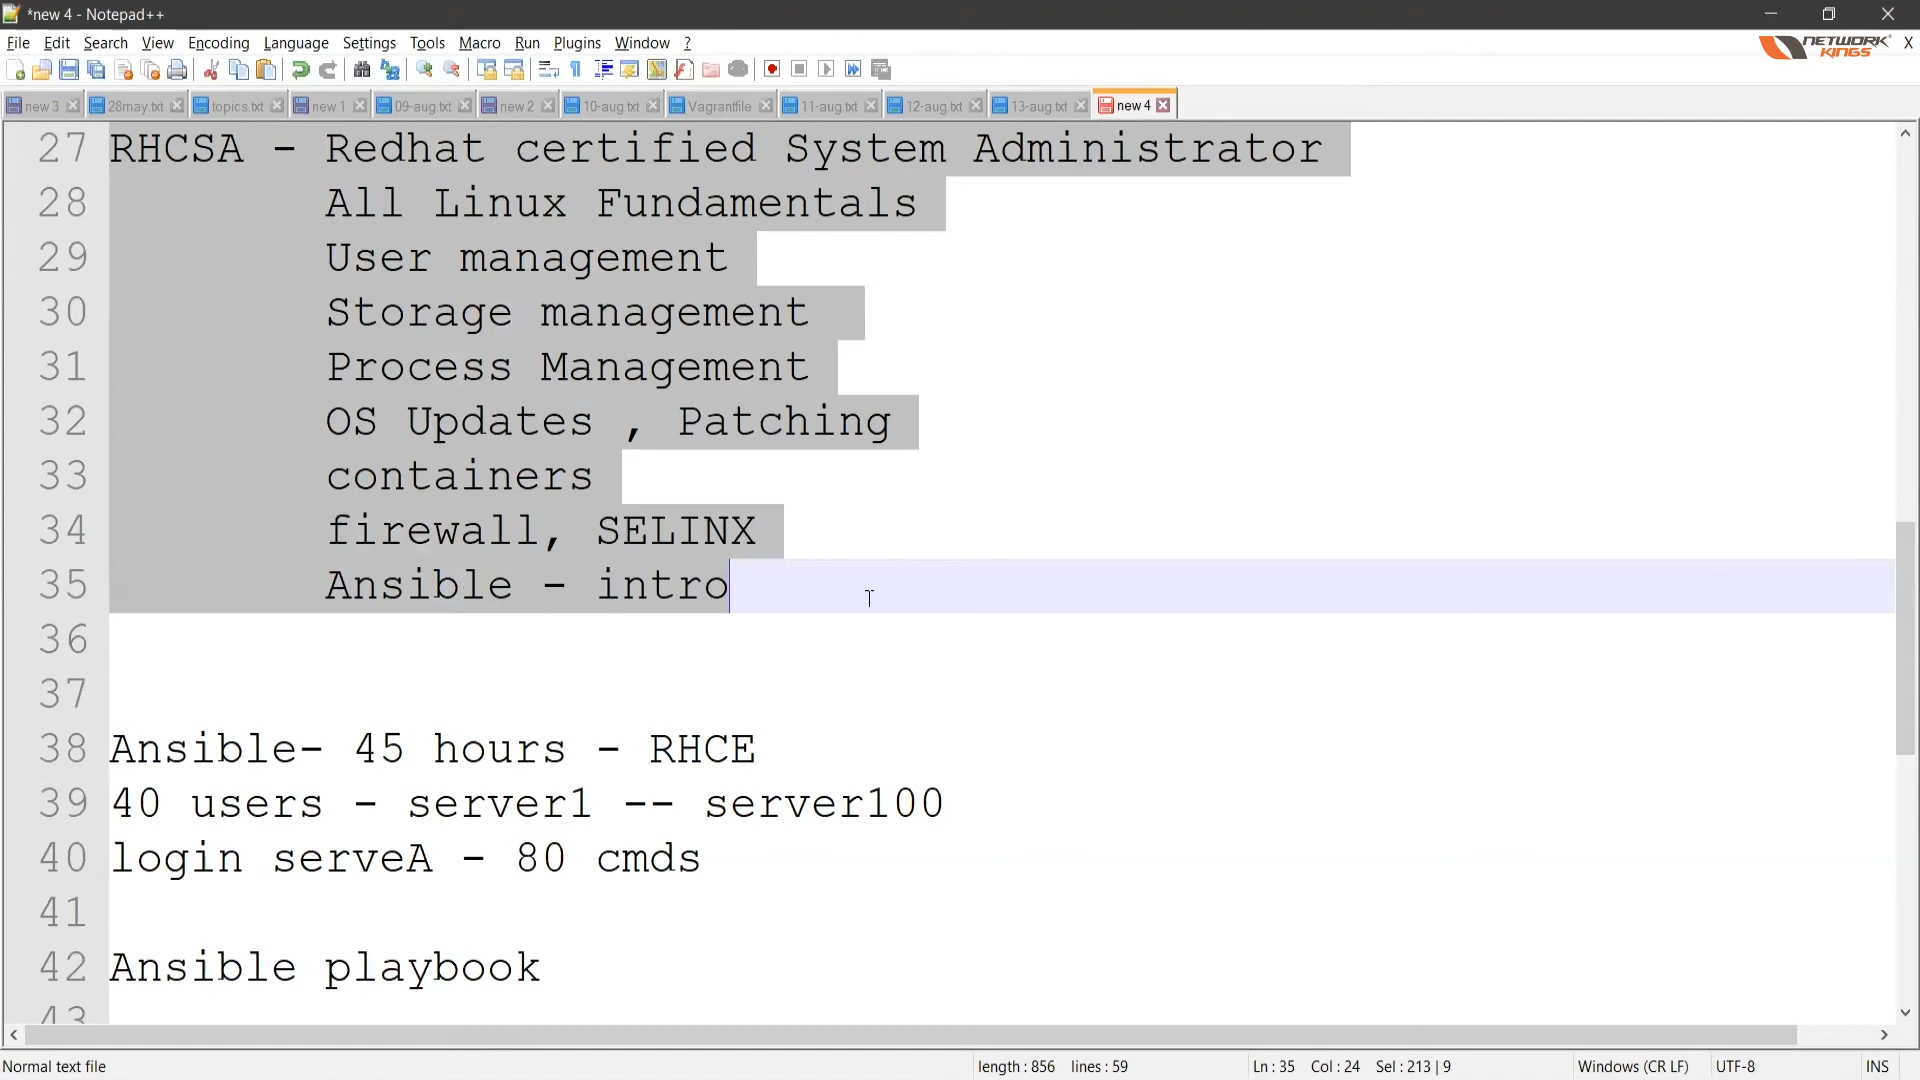 *new 4 - Notepad++
File Edit Search View Encoding Language Settings Tools Macro Run Plugins Window ? X
NETWORK KINGS
new 3 28may.txt topics.txt new 1 09-aug.txt new 2 10-aug.txt Vagrantfile 11-aug.txt 12-aug.txt 13-aug.txt new 4
27 RHCSA - Redhat certified System Administrator
28 All Linux Fundamentals
29 User management
30 Storage management
31 Process Management
32 OS Updates , Patching
33 containers
34 firewall, SELINX
35 Ansible - intro
36
37
38 Ansible- 45 hours - RHCE
39 40 users - server1 -- server100
40 login serveA - 80 cmds
41
42 Ansible playbook
43
Normal text file length : 856 lines : 59 Ln : 35 Col : 24 Sel : 213 | 9 Windows (CR LF) UTF-8 INS